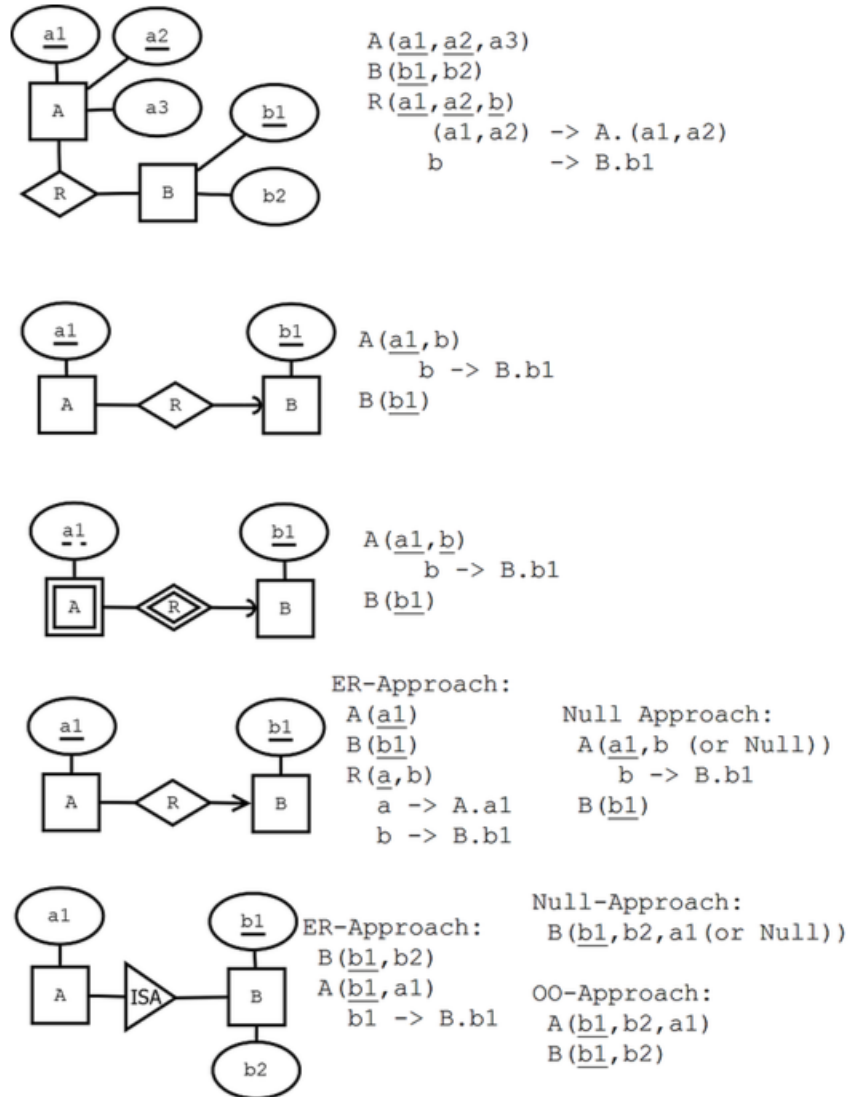 a1
a2
A
a3
b1
R
B
b2
A(a1,a2,a3)
B(b1,b2)
R(a1,a2,b)
(a1,a2) -> A.(a1,a2)
b -> B.b1
a1
b1
A
R
B
A(a1,b)
b -> B.b1
B(b1)
a1
b1
A
R
B
A(a1,b)
b -> B.b1
B(b1)
a1
b1
A
R
B
ER-Approach:
A(a1)
B(b1)
R(a,b)
a -> A.a1
b -> B.b1
Null Approach:
A(a1,b (or Null))
b -> B.b1
B(b1)
a1
b1
A
ISA
B
b2
ER-Approach:
B(b1,b2)
A(b1,a1)
b1 -> B.b1
Null-Approach:
B(b1,b2,a1(or Null))
OO-Approach:
A(b1,b2,a1)
B(b1,b2)